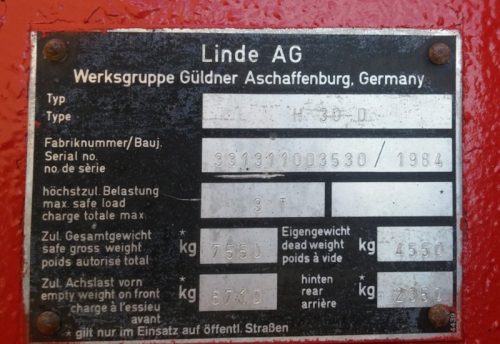 Linde AG
Werksgruppe Güldner Aschaffenburg, Germany
Typ
Type
H 30 D
Fabriknummer/Bauj.
Serial no.
no. de sèrie
331311003530 / 1984
höchstzul. Belastung
max. safe load
charge totale max.
3 T
Zul. Gesamtgewicht
safe gross weight
poids autorisé total
* kg 7550
Eigengewicht
dead weight
poids à vide
* kg 4550
Zul. Achslast vorn
empty weight on front
charge à l'essieu
avant
* kg 6710
hinten
rear
arrière
* kg
* gilt nur im Einsatz auf öffentl. Straßen